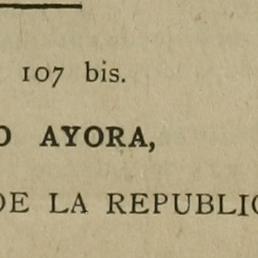 107 bis.
O AYORA,
DE LA REPUBLIC